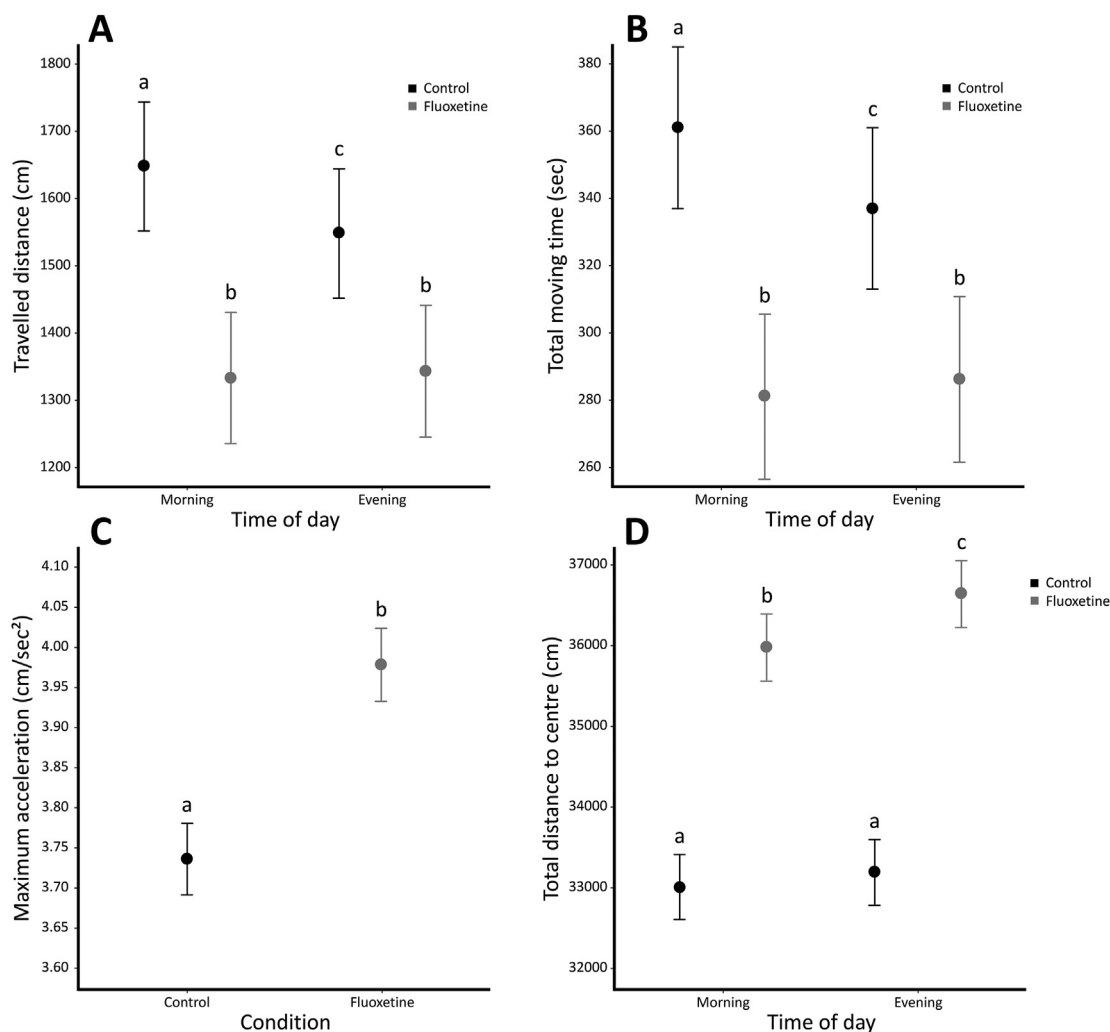 A
Travelled distance (cm)
1800
1700
1600
1500
1400
1300
1200
a
b
c
b
Control
Fluoxetine
Morning
Evening
Time of day
B
Total moving time (sec)
380
360
340
320
300
280
260
a
b
c
b
Control
Fluoxetine
Morning
Evening
Time of day
C
Maximum acceleration (cm/sec²)
4.10
4.05
4.00
3.95
3.90
3.85
3.80
3.75
3.70
3.65
3.60
a
b
Control
Fluoxetine
Condition
D
Total distance to centre (cm)
37000
36000
35000
34000
33000
32000
a
b
a
c
Control
Fluoxetine
Morning
Evening
Time of day